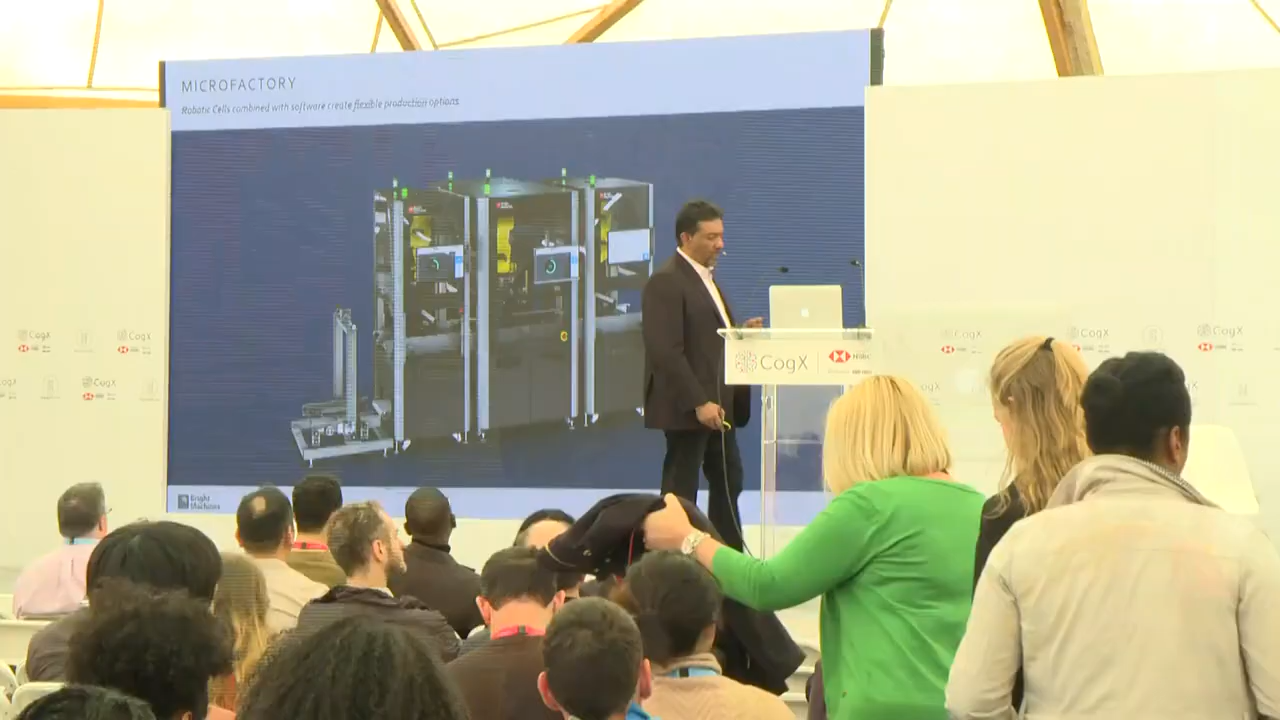 MICROFACTORY
Robotic Cells combined with software create flexible production options
Bright
Machines
CogX
HSBC
CogX
CogX
CogX
CogX
CogX
CogX
CogX